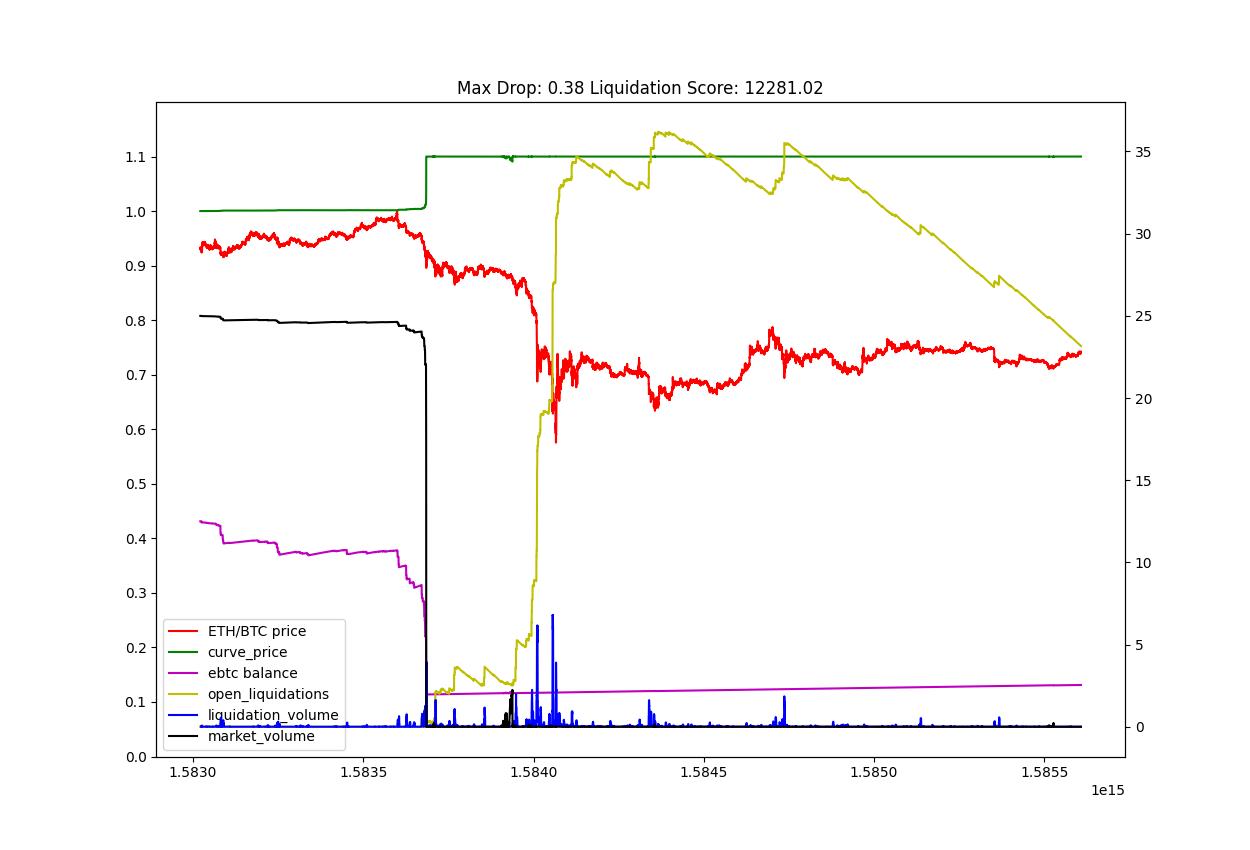 Max Drop: 0.38 Liquidation Score: 12281.02
1.1
1.0
0.9
0.8
0.7
0.6
0.5
0.4
0.3
0.2
0.1
0.0
35
30
25
20
15
10
5
0
ETH/BTC price
curve_price
ebtc balance
open_liquidations
liquidation_volume
market_volume
1.5830 1.5835 1.5840 1.5845 1.5850 1.5855
1e15